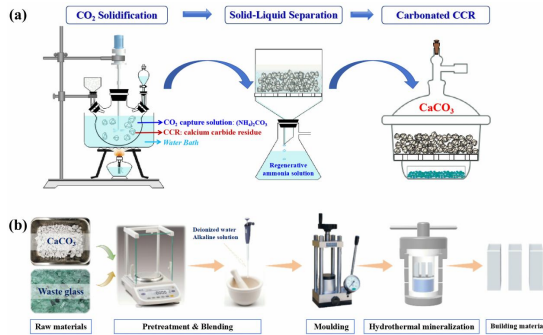 (a)
CO₂ Solidification
Solid-Liquid Separation
Carbonated CCR
CO₂ capture solution: (NH₄)₂CO₃
CCR: calcium carbide residue
Water Bath
Regenerative
ammonia solution
CaCO₃
(b)
CaCO₃
Waste glass
Deionized water
Alkaline solution
Raw materials
Pretreatment & Blending
Moulding
Hydrothermal mineralization
Building material